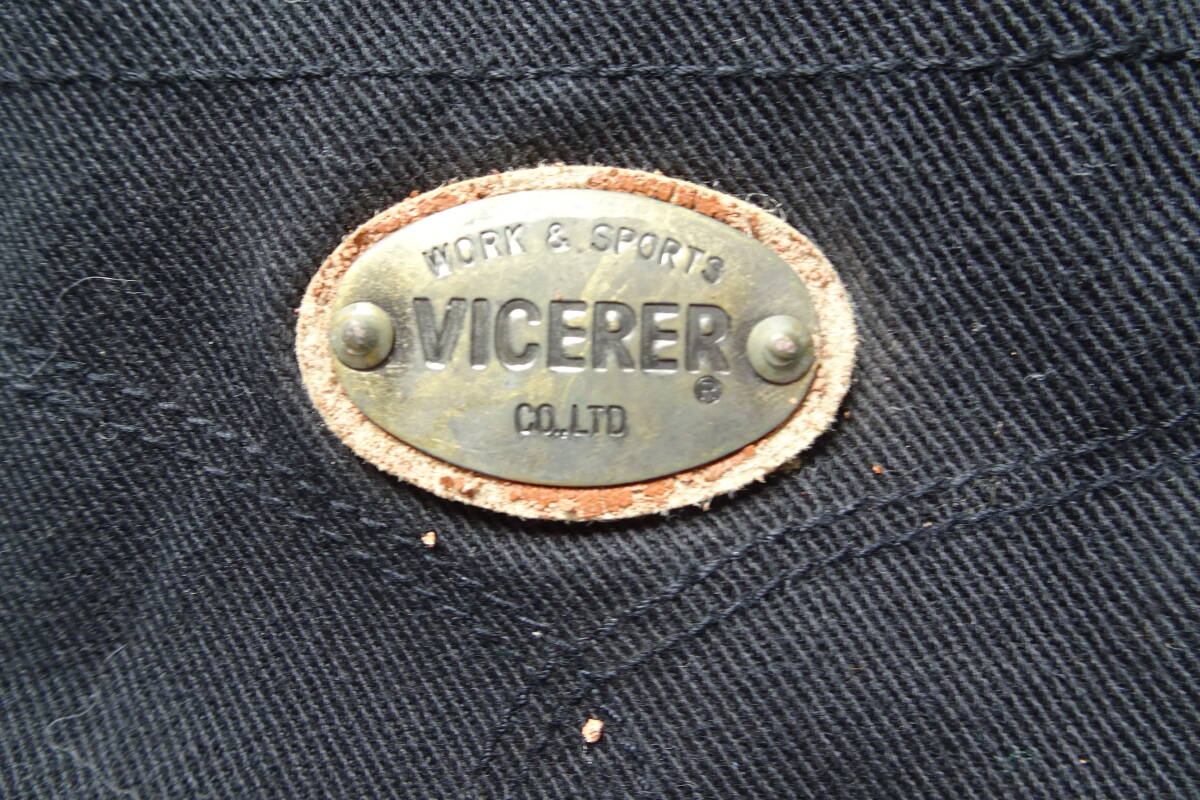 WORK & SPORTS
VICERER
®
CO.,LTD